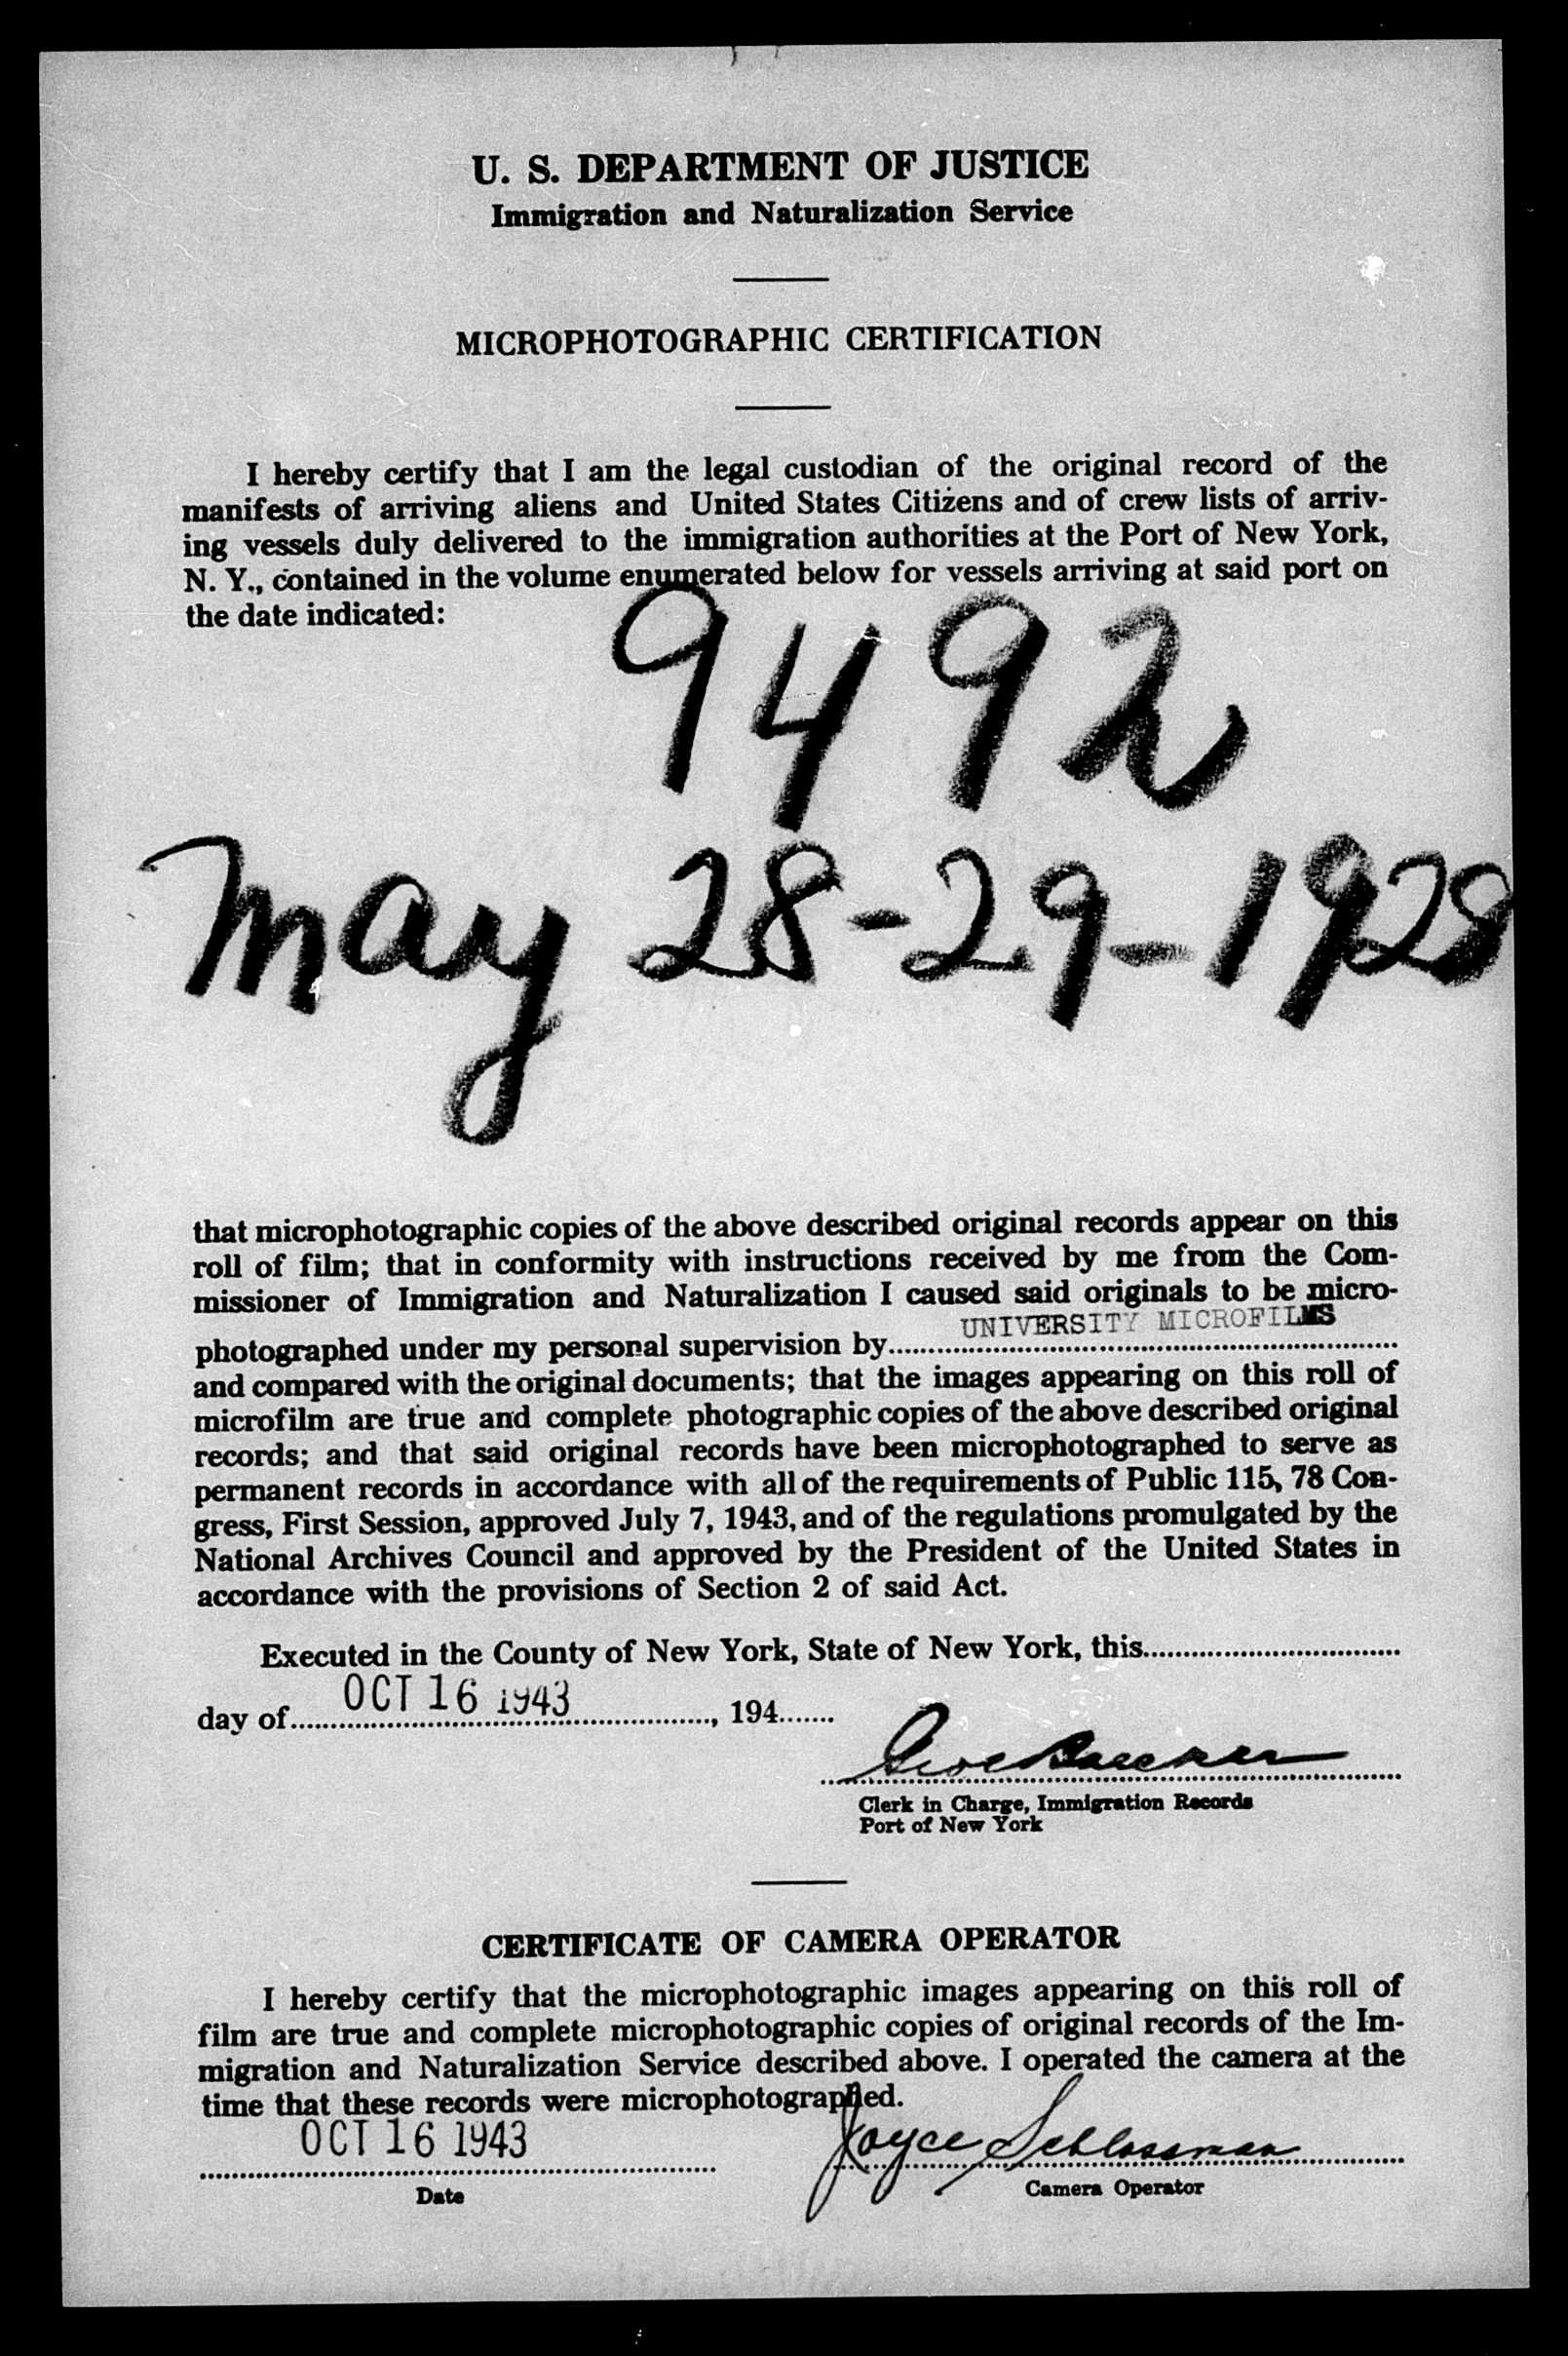 U. S. DEPARTMENT OF JUSTICE
Immigration and Naturalization Service
MICROPHOTOGRAPHIC CERTIFICATION
I hereby certify that I am the legal custodian of the original record of the
manifests of arriving aliens and United States Citizens and of crew lists of arriv-
ing vessels duly delivered to the immigration authorities at the Port of New York,
N. Y., contained in the volume enumerated below for vessels arriving at said port on
the date indicated:
9492
May 28-29-1928
that microphotographic copies of the above described original records appear on this
roll of film; that in conformity with instructions received by me from the Com-
missioner of Immigration and Naturalization I caused said originals to be micro-
photographed under my personal supervision by UNIVERSITY MICROFILMS
and compared with the original documents; that the images appearing on this roll of
microfilm are true and complete photographic copies of the above described original
records; and that said original records have been microphotographed to serve as
permanent records in accordance with all of the requirements of Public 115, 78 Con-
gress, First Session, approved July 7, 1943, and of the regulations promulgated by the
National Archives Council and approved by the President of the United States in
accordance with the provisions of Section 2 of said Act.
Executed in the County of New York, State of New York, this
day of OCT 16 1943, 194
Clerk in Charge, Immigration Records
Port of New York
CERTIFICATE OF CAMERA OPERATOR
I hereby certify that the microphotographic images appearing on this roll of
film are true and complete microphotographic copies of original records of the Im-
migration and Naturalization Service described above. I operated the camera at the
time that these records were microphotographed.
OCT 16 1943 Joyce Schlossman
Date Camera Operator